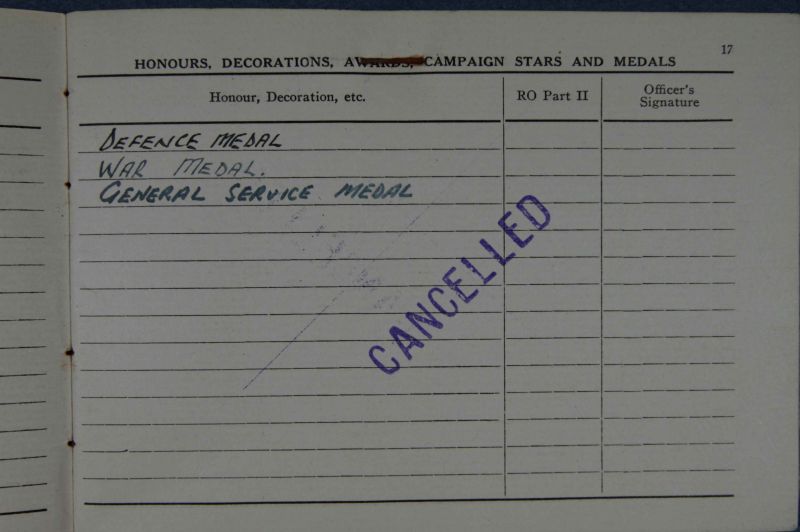 17
HONOURS, DECORATIONS, AWARDS, CAMPAIGN STARS AND MEDALS
Honour, Decoration, etc.
RO Part II
Officer's
Signature
DEFENCE MEDAL
WAR MEDAL.
GENERAL SERVICE MEDAL
CANCELLED